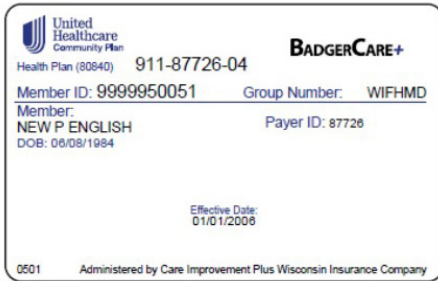 United
Healthcare
Community Plan
BADGERCARE+
Health Plan (80840) 911-87726-04
Member ID: 9999950051 Group Number: WIFHMD
Member:
NEW P ENGLISH Payer ID: 87726
DOB: 06/08/1984
Effective Date:
01/01/2006
0501 Administered by Care Improvement Plus Wisconsin Insurance Company